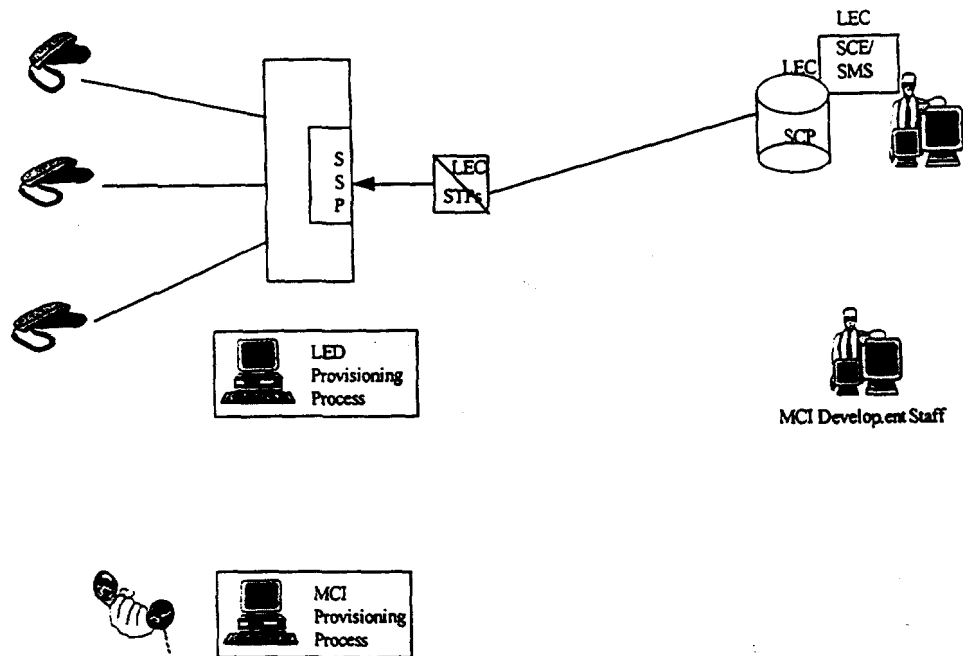 LEC
SCE/
SMS
LEC
SCP
S
S
P
LEC
STPs
LED
Provisioning
Process
MCI Develop.ent Staff
MCI
Provisioning
Process